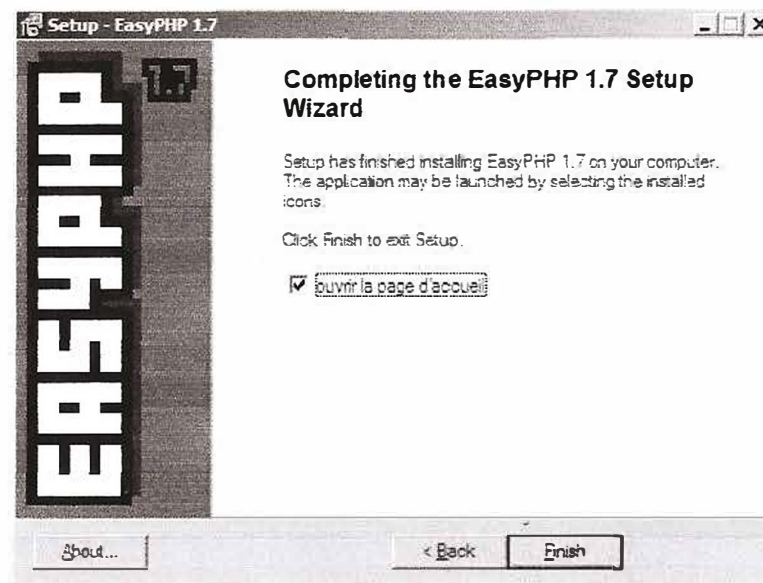 Setup - EasyPHP 1.7
EASYPHP 1.7
Completing the EasyPHP 1.7 Setup
Wizard
Setup has finished installing EasyPHP 1.7 on your computer.
The application may be launched by selecting the installed
icons.
Click Finish to exit Setup.
ouvrir la page d'accueil
About...
< Back
Finish